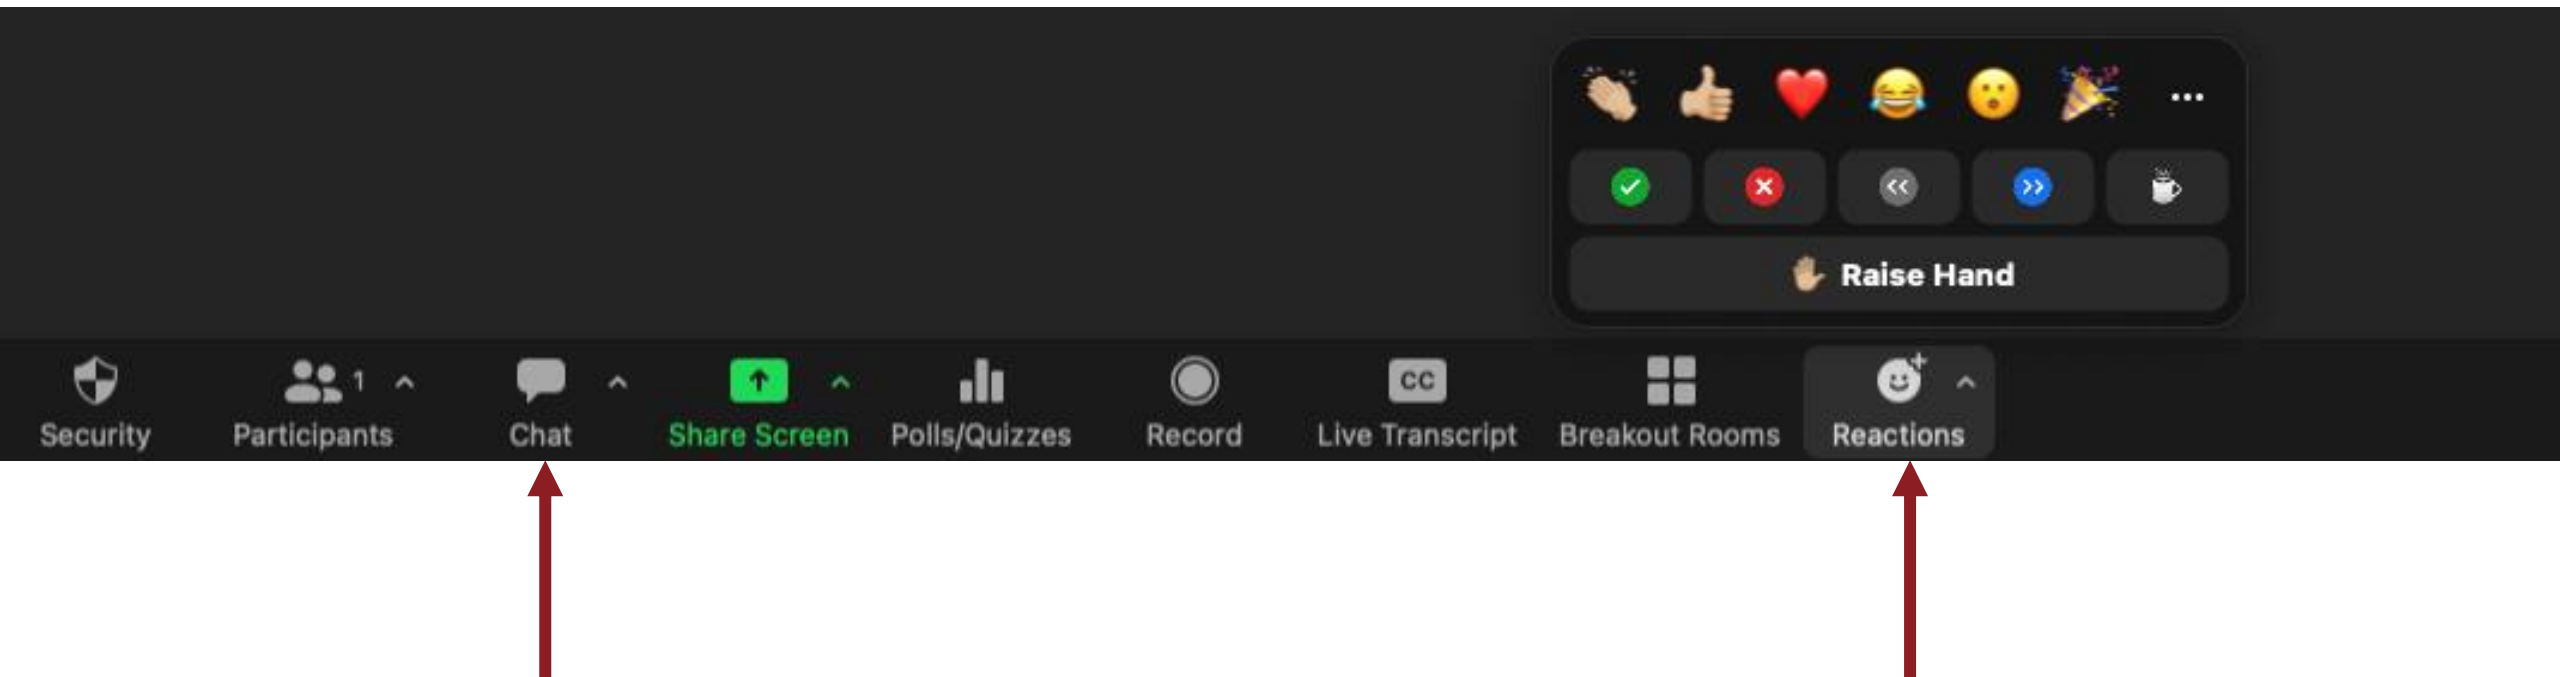 Raise Hand
1
CC
Security
Participants
Chat
Share Screen
Polls/Quizzes
Record
Live Transcript
Breakout Rooms
Reactions